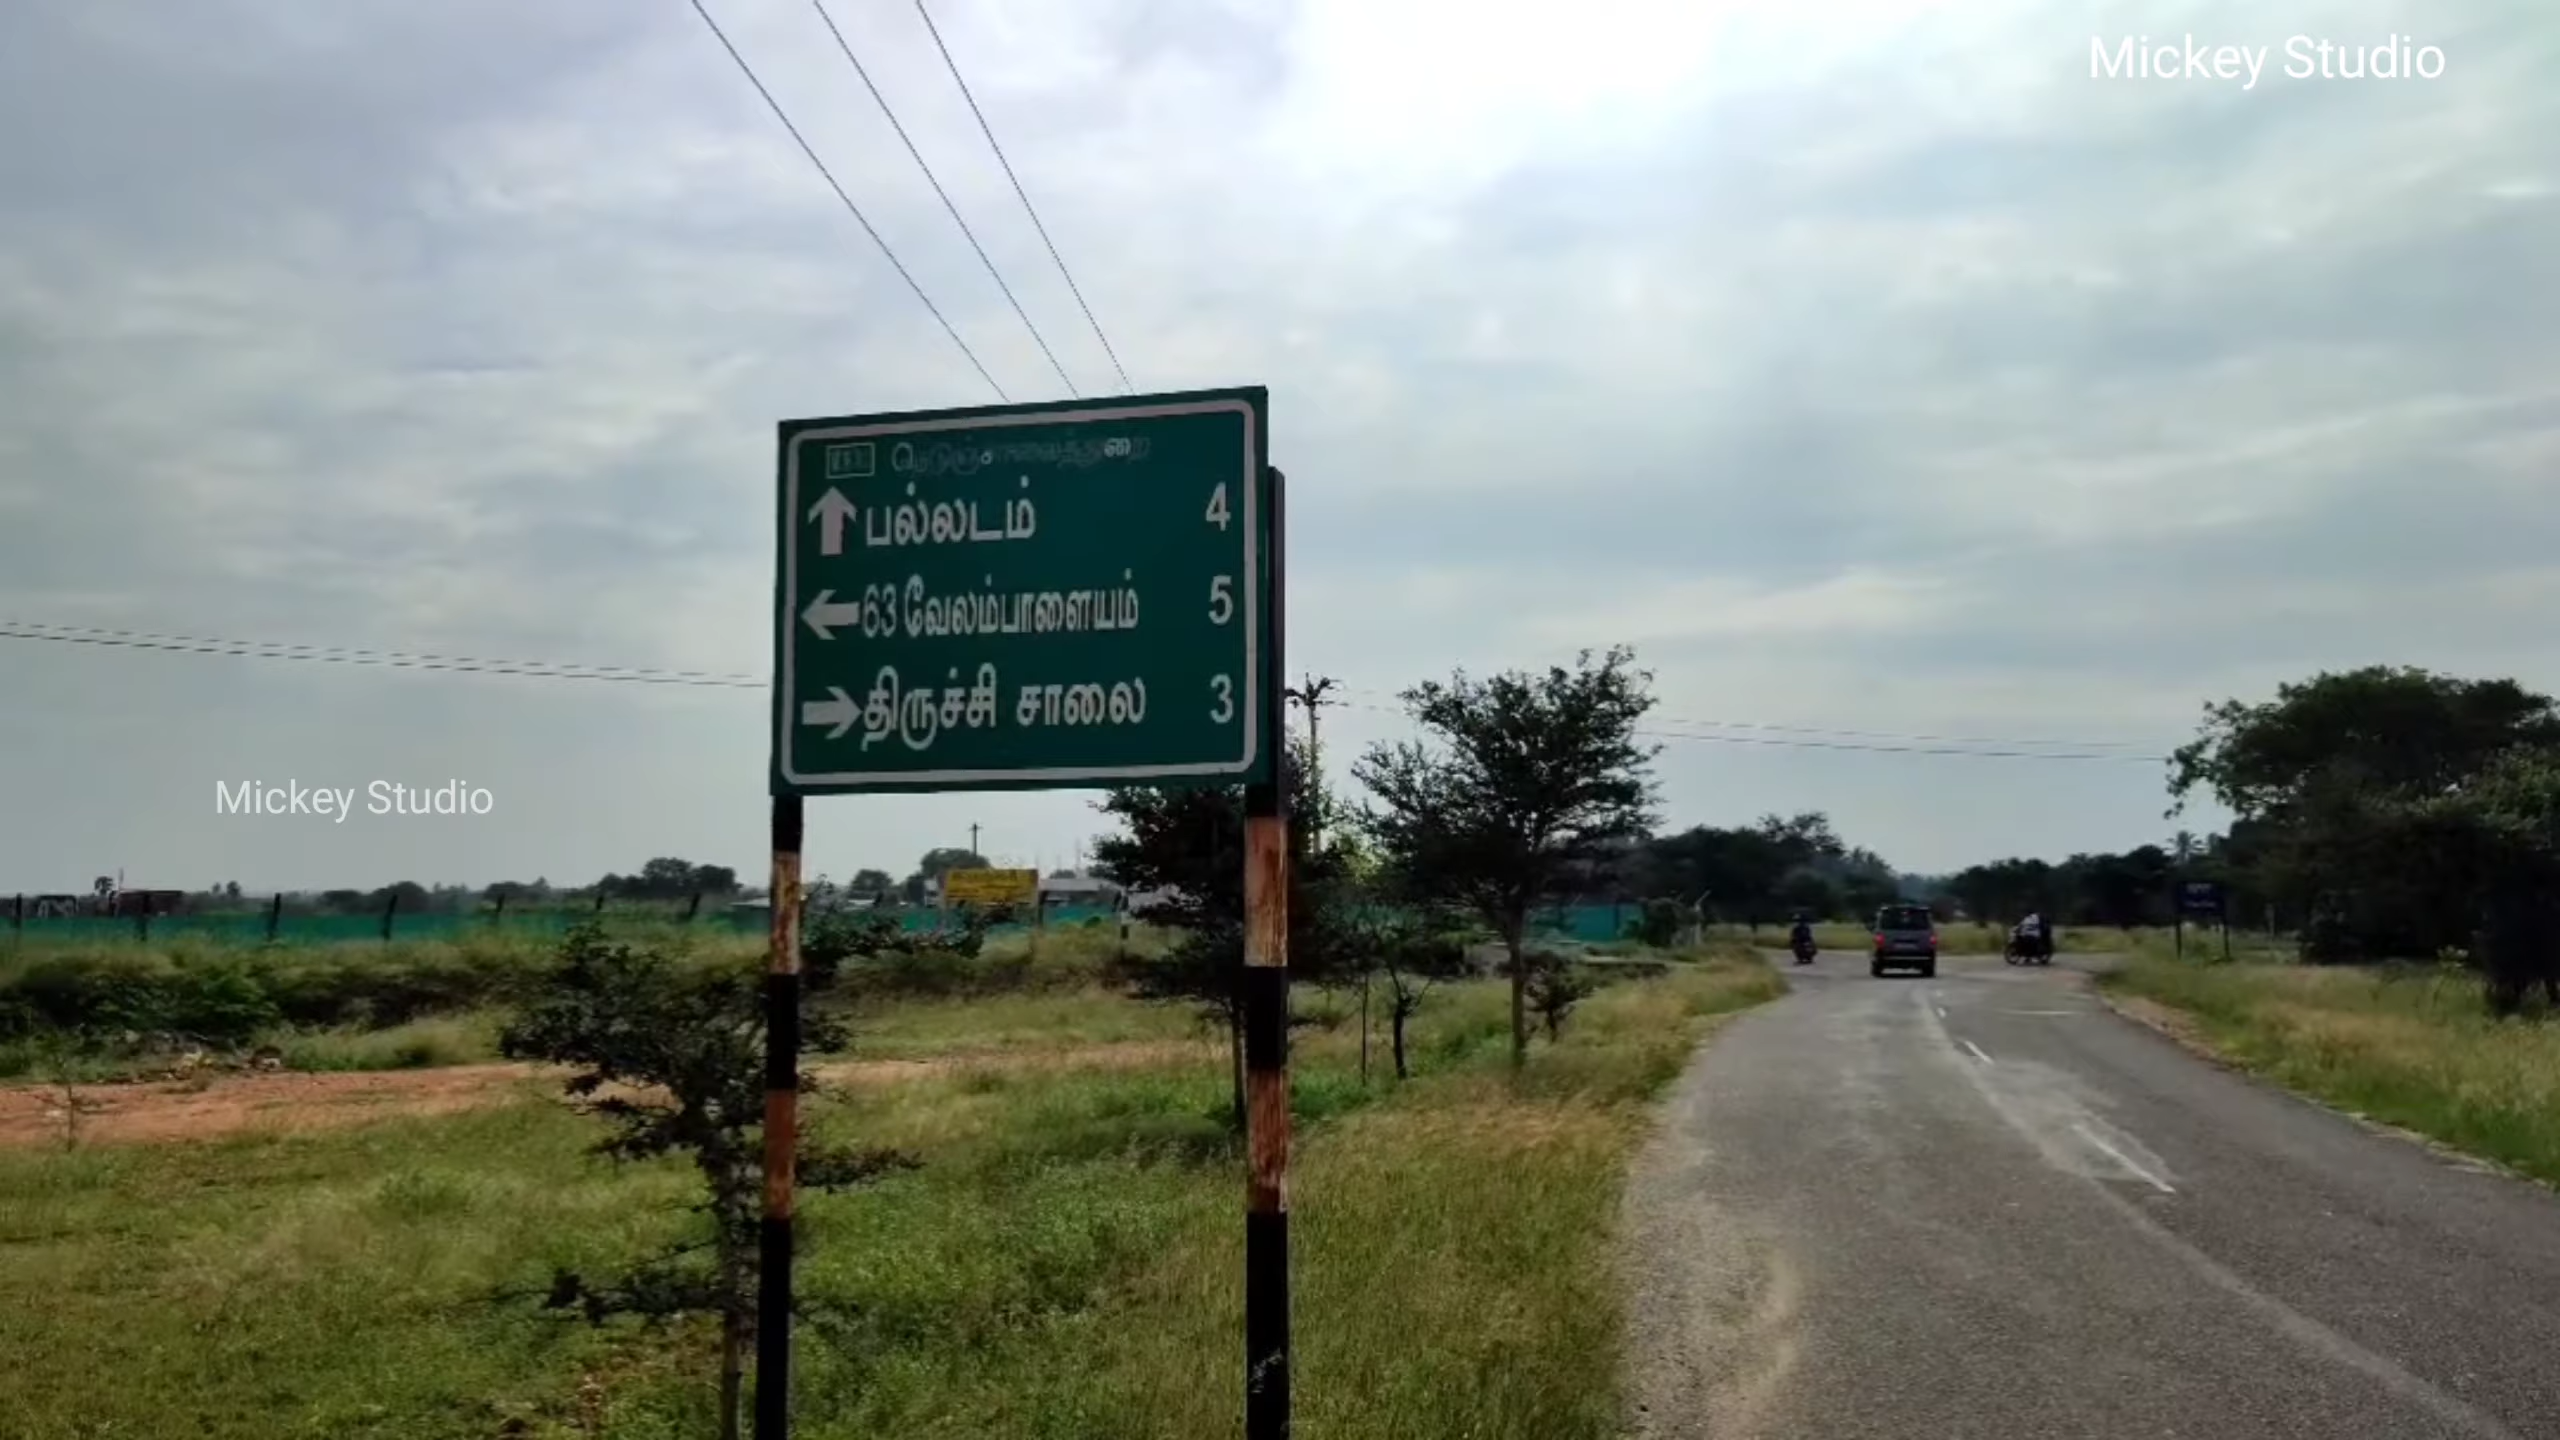 Mickey Studio
நெடுஞ்சாலைத்துறை
பல்லடம் 4
63 வேலம்பாளையம் 5
திருச்சி சாலை 3
Mickey Studio